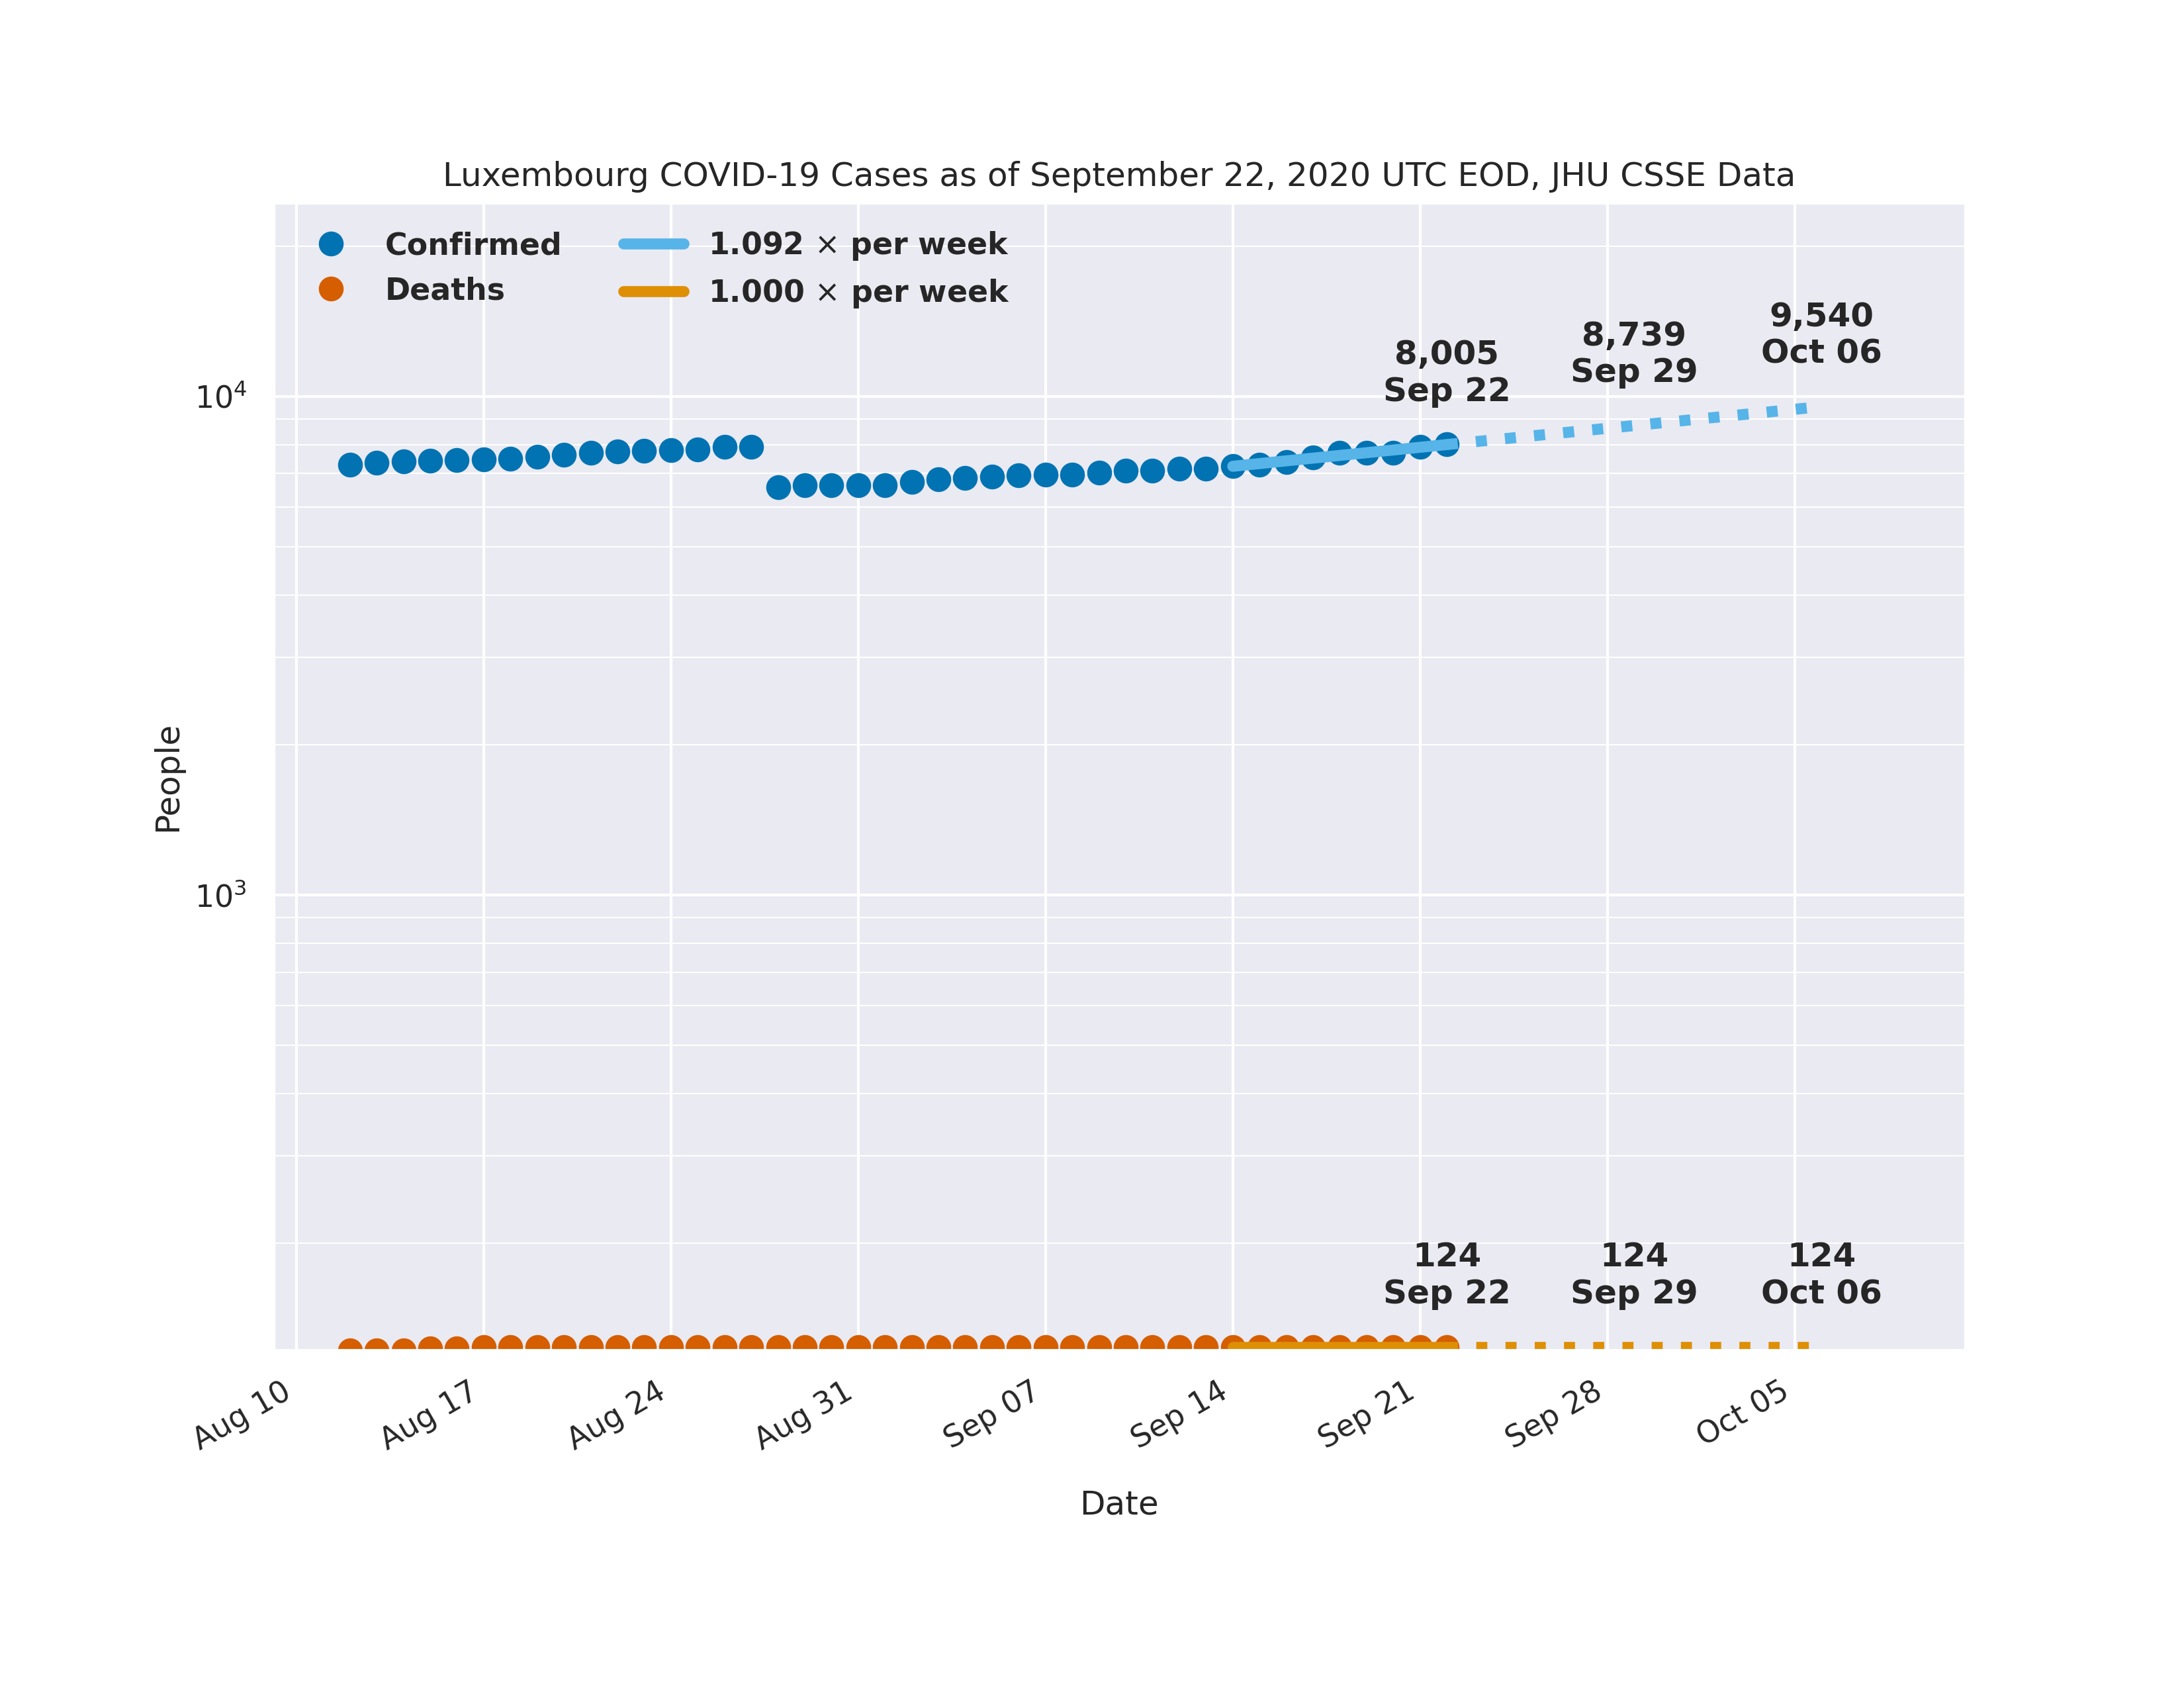 Luxembourg COVID-19 Cases as of September 22, 2020 UTC EOD, JHU CSSE Data
Confirmed
Deaths
1.092 × per week
1.000 × per week
8,005
Sep 22
8,739
Sep 29
9,540
Oct 06
10⁴
10³
People
124
Sep 22
124
Sep 29
124
Oct 06
Aug 10
Aug 17
Aug 24
Aug 31
Sep 07
Sep 14
Sep 21
Sep 28
Oct 05
Date